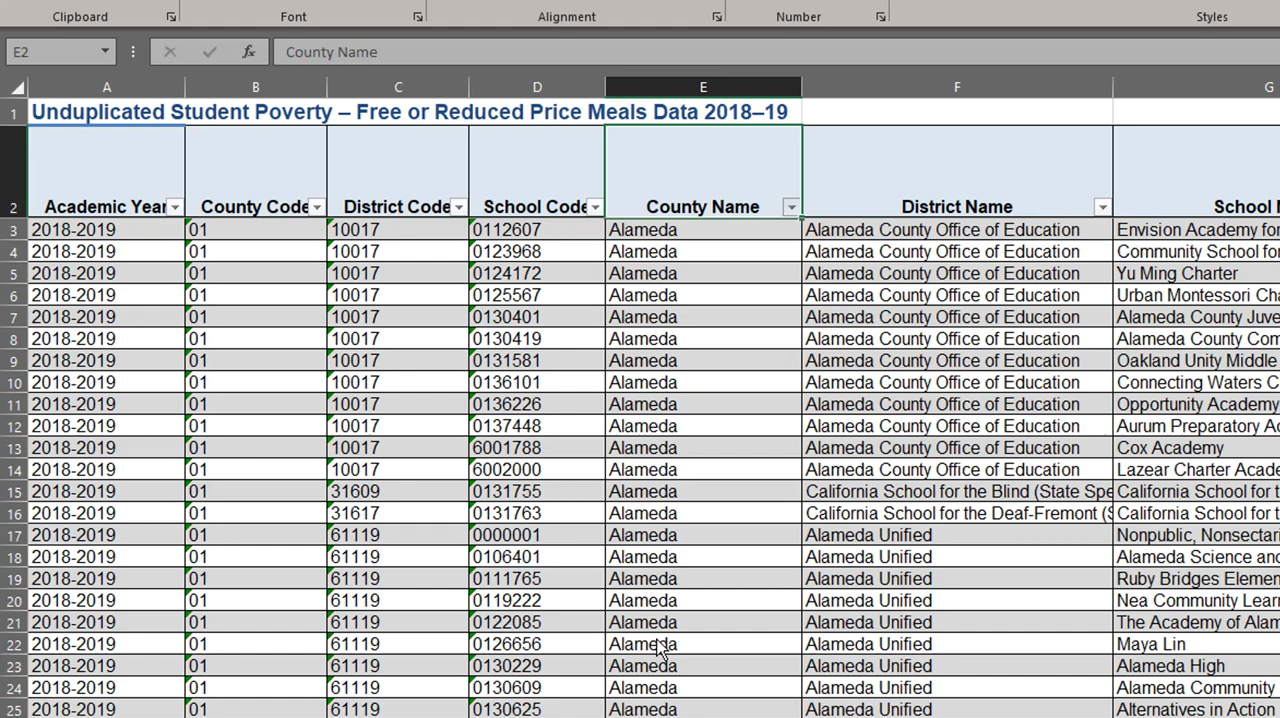 Clipboard Font Alignment Number Styles
E2 fx County Name
A B C D E F G
1 Unduplicated Student Poverty – Free or Reduced Price Meals Data 2018–19
2 Academic Year County Code District Code School Code County Name District Name School
3 2018-2019 01 10017 0112607 Alameda Alameda County Office of Education Envision Academy for
4 2018-2019 01 10017 0123968 Alameda Alameda County Office of Education Community School for
5 2018-2019 01 10017 0124172 Alameda Alameda County Office of Education Yu Ming Charter
6 2018-2019 01 10017 0125567 Alameda Alameda County Office of Education Urban Montessori Cha
7 2018-2019 01 10017 0130401 Alameda Alameda County Office of Education Alameda County Juve
8 2018-2019 01 10017 0130419 Alameda Alameda County Office of Education Alameda County Com
9 2018-2019 01 10017 0131581 Alameda Alameda County Office of Education Oakland Unity Middle
10 2018-2019 01 10017 0136101 Alameda Alameda County Office of Education Connecting Waters C
11 2018-2019 01 10017 0136226 Alameda Alameda County Office of Education Opportunity Academy
12 2018-2019 01 10017 0137448 Alameda Alameda County Office of Education Aurum Preparatory Ac
13 2018-2019 01 10017 6001788 Alameda Alameda County Office of Education Cox Academy
14 2018-2019 01 10017 6002000 Alameda Alameda County Office of Education Lazear Charter Acade
15 2018-2019 01 31609 0131755 Alameda California School for the Blind (State Spe California School for t
16 2018-2019 01 31617 0131763 Alameda California School for the Deaf-Fremont (S California School for t
17 2018-2019 01 61119 0000001 Alameda Alameda Unified Nonpublic, Nonsectari
18 2018-2019 01 61119 0106401 Alameda Alameda Unified Alameda Science and
19 2018-2019 01 61119 0111765 Alameda Alameda Unified Ruby Bridges Elemen
20 2018-2019 01 61119 0119222 Alameda Alameda Unified Nea Community Learn
21 2018-2019 01 61119 0122085 Alameda Alameda Unified The Academy of Alam
22 2018-2019 01 61119 0126656 Alameda Alameda Unified Maya Lin
23 2018-2019 01 61119 0130229 Alameda Alameda Unified Alameda High
24 2018-2019 01 61119 0130609 Alameda Alameda Unified Alameda Community
25 2018-2019 01 61119 0130625 Alameda Alameda Unified Alternatives in Action